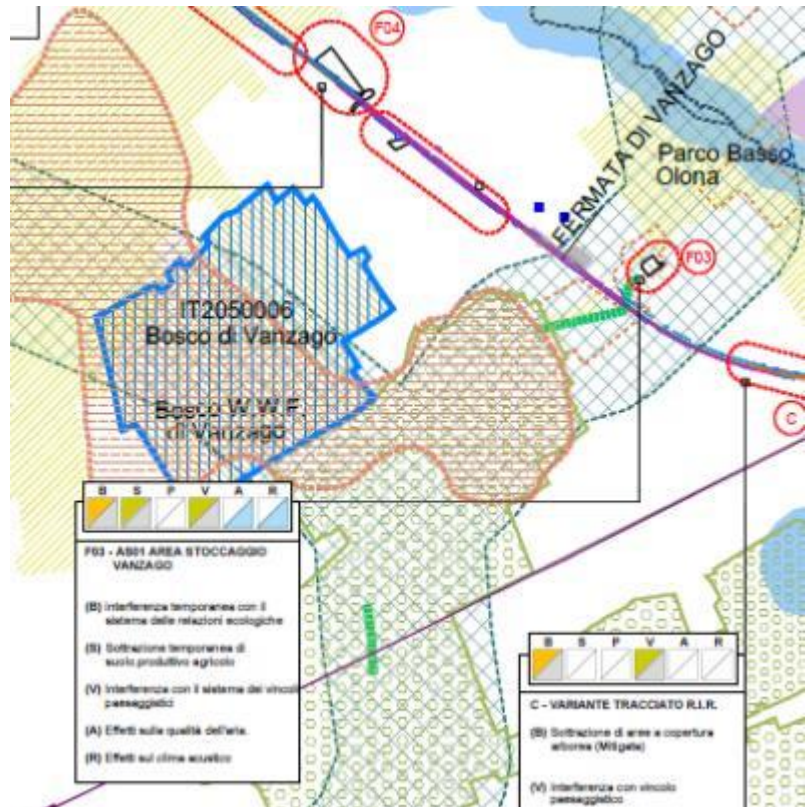 F04
FERMATA DI VANZAGO
Parco Basso
Olona
F03
IT2050006
Bosco di Vanzago
Bosco W.W.F.
di Vanzago
C
B S P V A R
F03 - AS01 AREA STOCCAGGIO
VANZAGO
(B) Interferenza temporanea con il
sistema delle relazioni ecologiche
(S) Sottrazione temporanea di
suolo produttivo agricolo
(V) Interferenza con il sistema dei vincoli
paesaggistici
(A) Effetti sulla qualità dell'aria.
(R) Effetti sul clima acustico
B S P V A R
C - VARIANTE TRACCIATO R.I.R.
(B) Sottrazione di aree a copertura
arborea (Mitigata)
(V) Interferenza con vincolo
paesaggistico